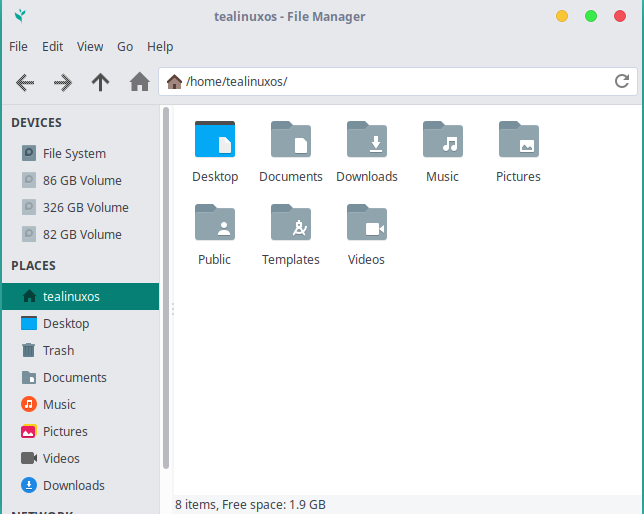 tealinuxos - File Manager
File Edit View Go Help
/home/tealinuxos/
DEVICES
File System
86 GB Volume
326 GB Volume
82 GB Volume
PLACES
tealinuxos
Desktop
Trash
Documents
Music
Pictures
Videos
Downloads
NETWORK
Desktop Documents Downloads Music Pictures
Public Templates Videos
8 items, Free space: 1.9 GB